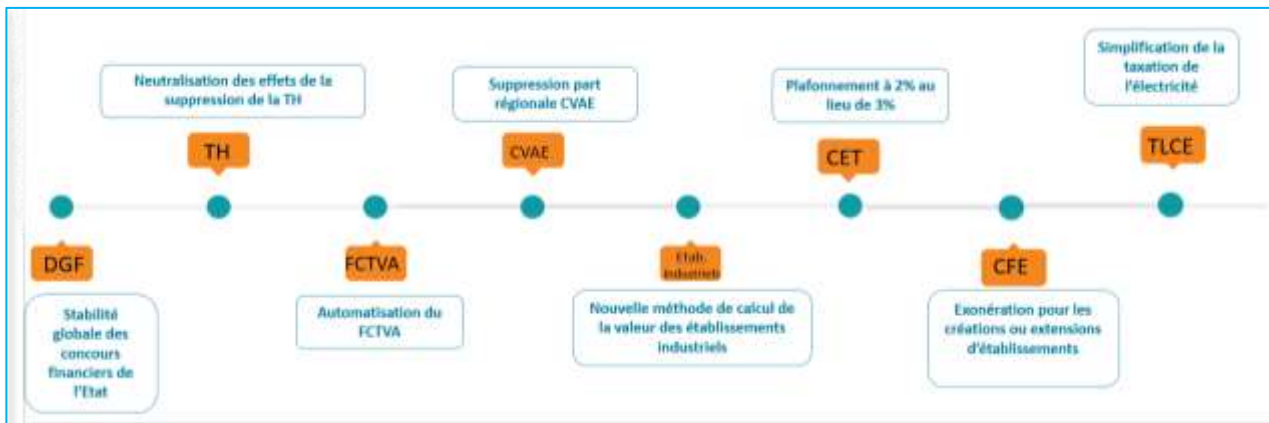 Neutralisation des effets de la
suppression de la TH
TH
Suppression part
régionale CVAE
CVAE
Plafonnement à 2% au
lieu de 3%
CET
Simplification de la
taxation de
l'électricité
TLCE
DGF
Stabilité
globale des
concours
financiers de
l'Etat
FCTVA
Automatisation du
FCTVA
Etab.
Industriels
Nouvelle méthode de calcul de
la valeur des établissements
industriels
CFE
Exonération pour les
créations ou extensions
d'établissements